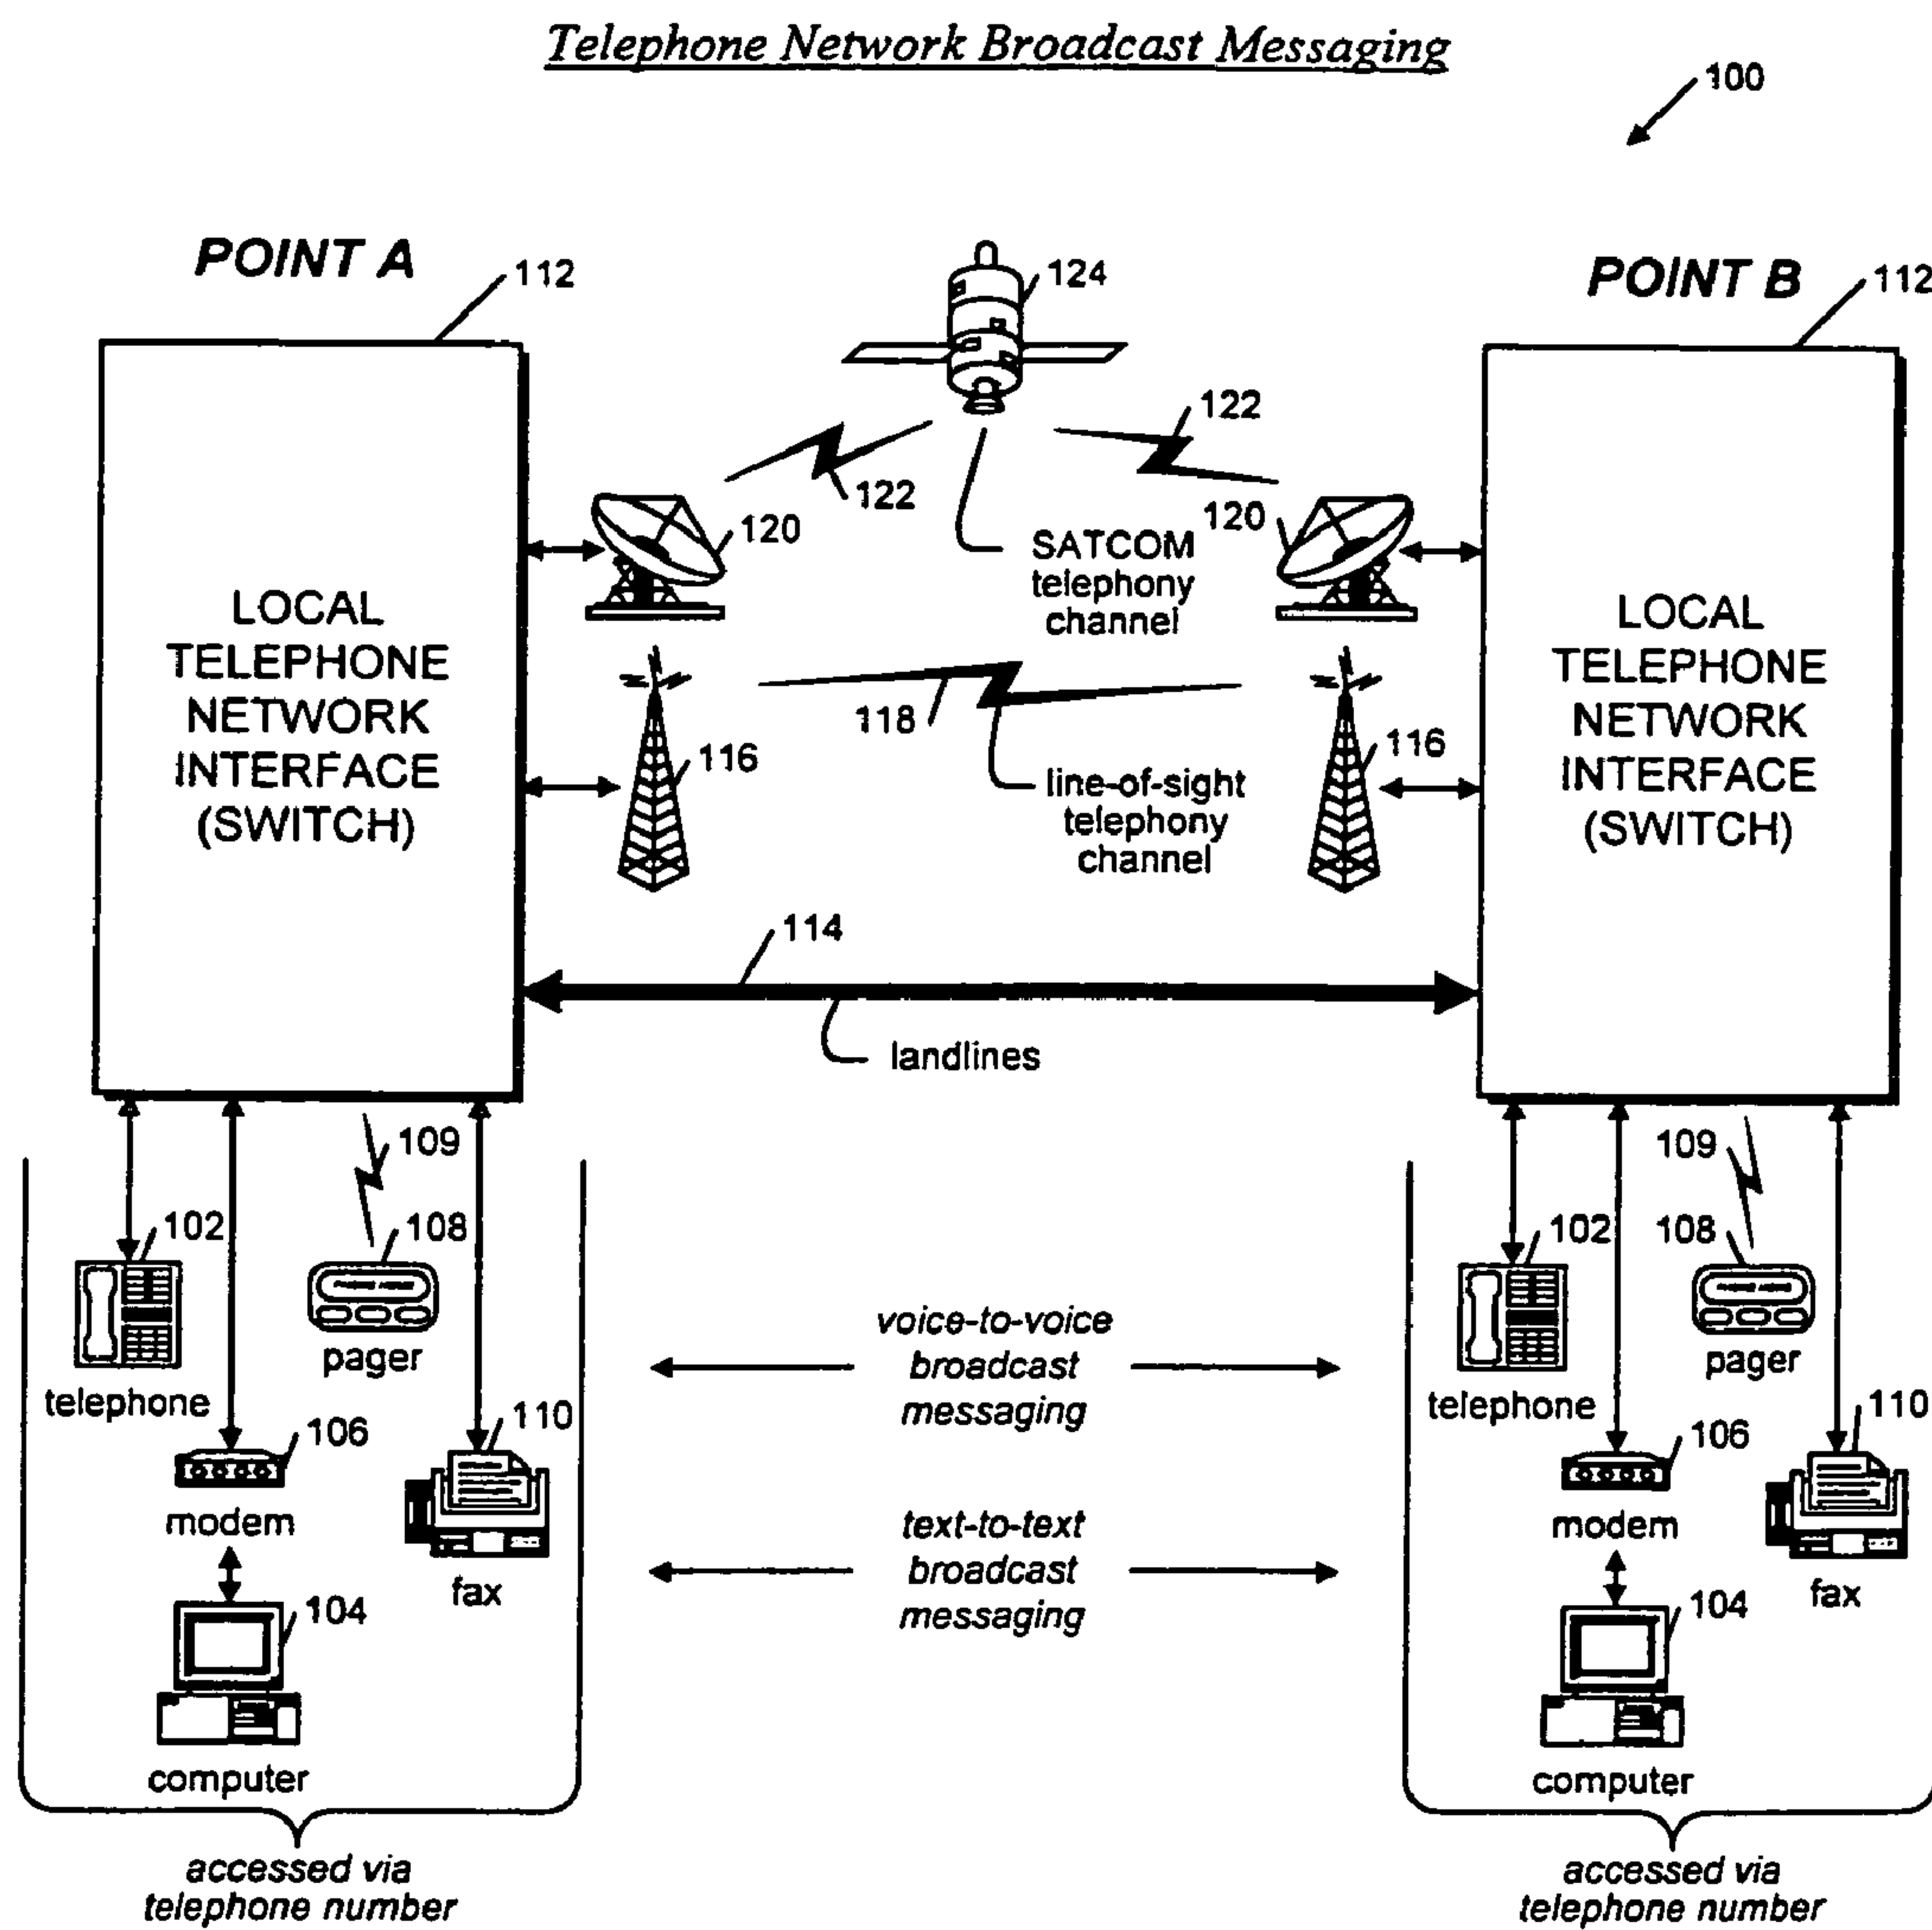 Telephone Network Broadcast Messaging
100
POINT A
112
124
POINT B
112
122
122
120
120
SATCOM
telephony
channel
LOCAL
TELEPHONE
NETWORK
INTERFACE
(SWITCH)
LOCAL
TELEPHONE
NETWORK
INTERFACE
(SWITCH)
118
116
116
line-of-sight
telephony
channel
114
landlines
109
102
108
telephone
pager
106
110
modem
fax
104
computer
accessed via
telephone number
voice-to-voice
broadcast
messaging
text-to-text
broadcast
messaging
109
102
108
telephone
pager
106
110
modem
fax
104
computer
accessed via
telephone number